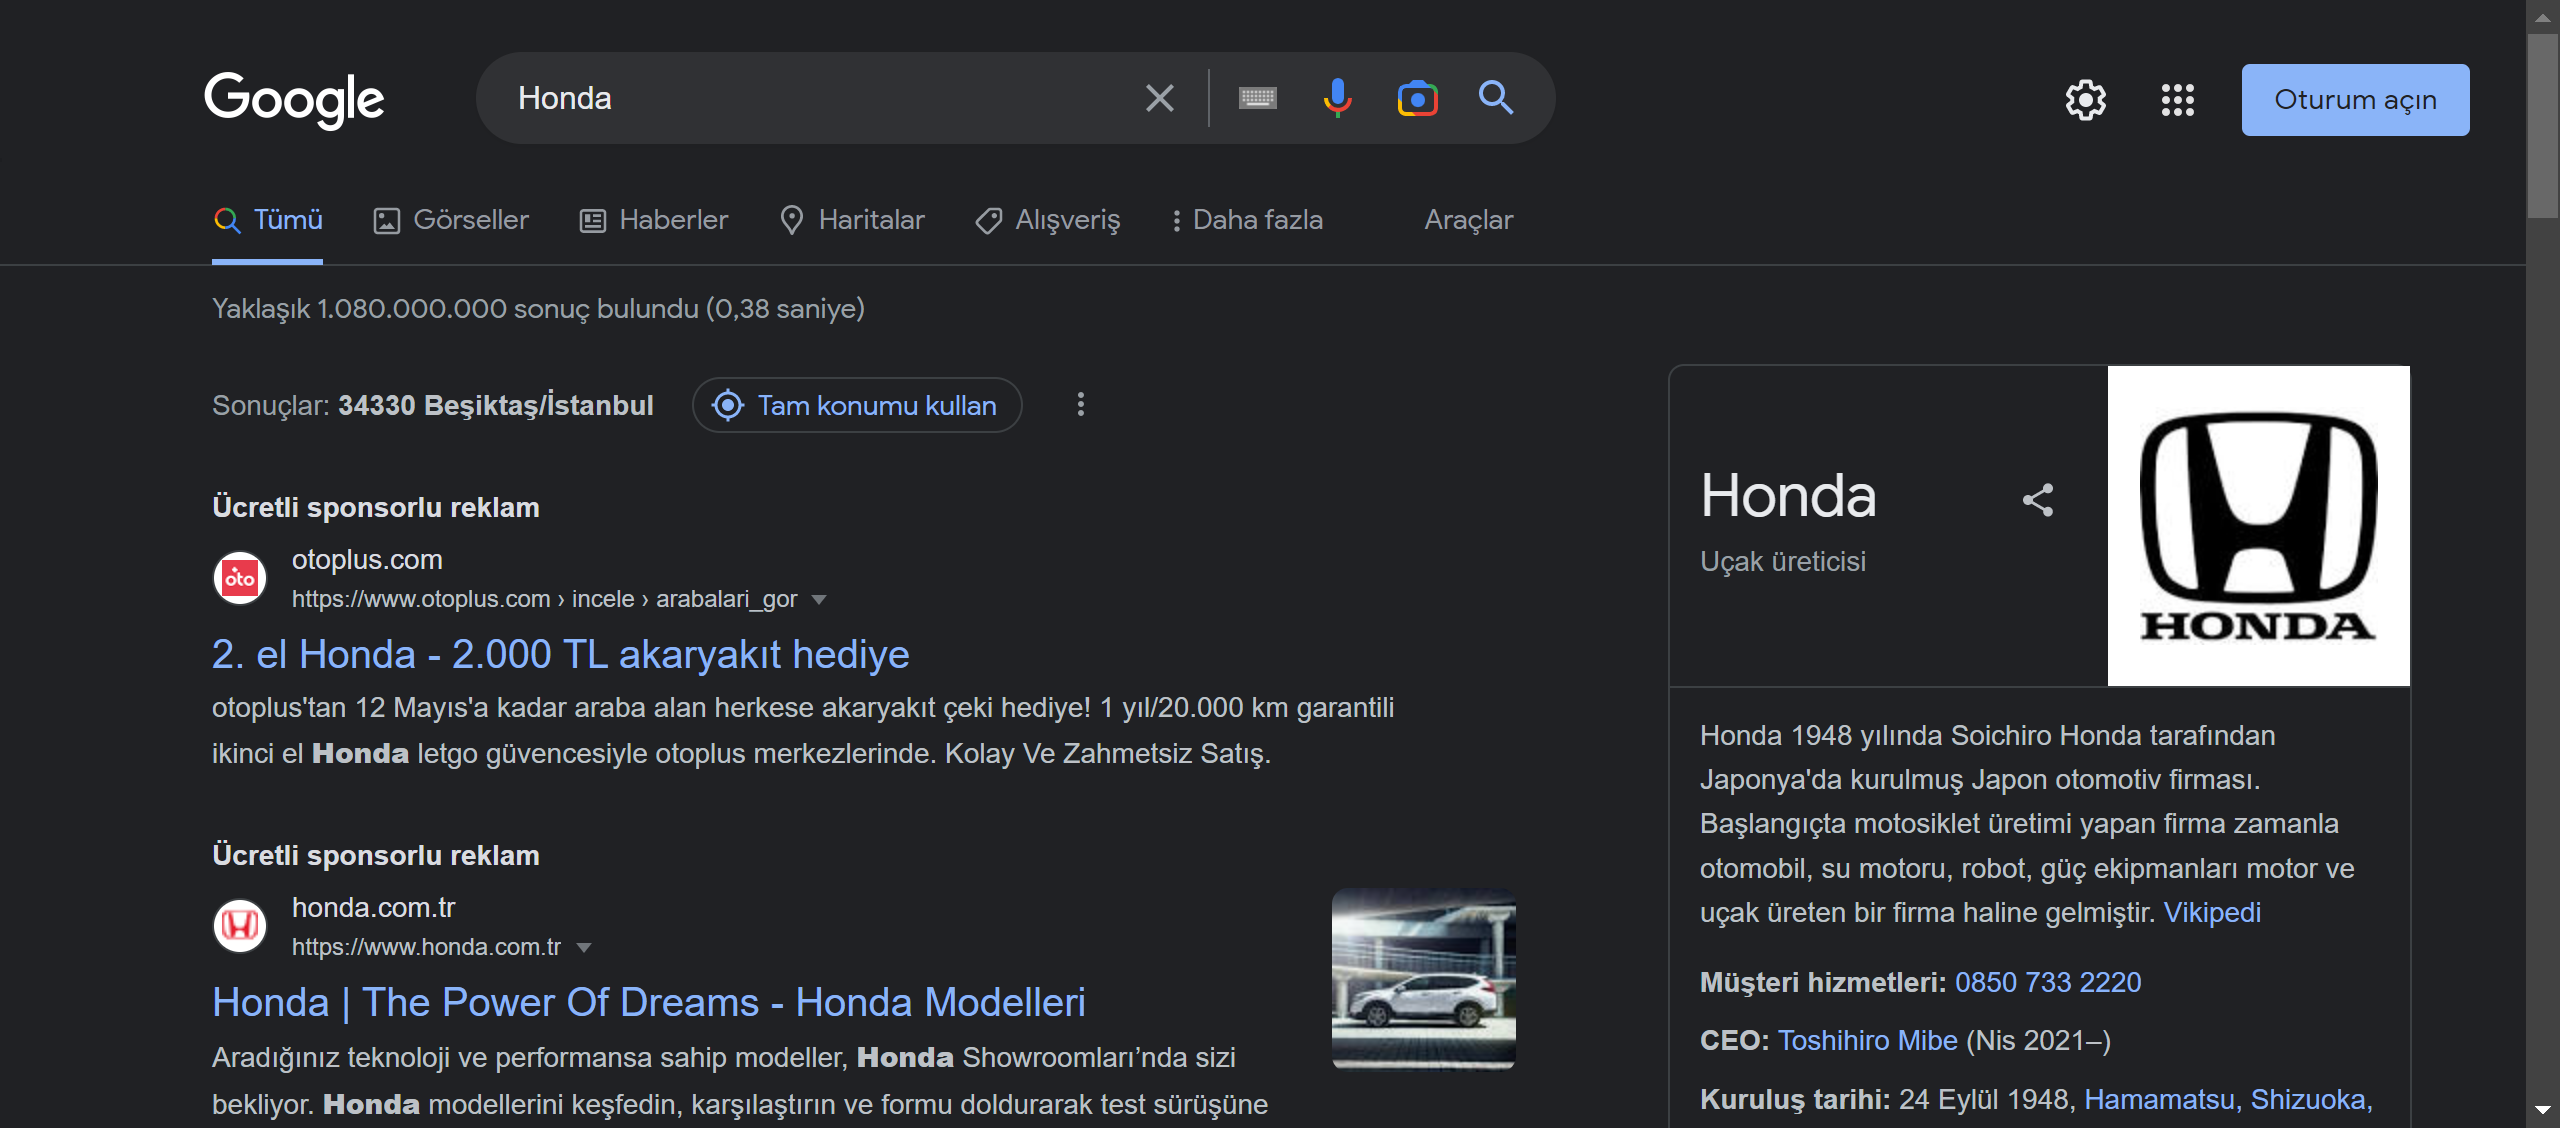 Google
Honda
Oturum açın
Tümü
Görseller
Haberler
Haritalar
Alışveriş
Daha fazla
Araçlar
Yaklaşık 1.080.000.000 sonuç bulundu (0,38 saniye)
Sonuçlar: 34330 Beşiktaş/İstanbul
Tam konumu kullan
Ücretli sponsorlu reklam
oto
otoplus.com
https://www.otoplus.com › incele › arabalari_gor
2. el Honda - 2.000 TL akaryakıt hediye
otoplus'tan 12 Mayıs'a kadar araba alan herkese akaryakıt çeki hediye! 1 yıl/20.000 km garantili
ikinci el Honda letgo güvencesiyle otoplus merkezlerinde. Kolay Ve Zahmetsiz Satış.
Ücretli sponsorlu reklam
honda.com.tr
https://www.honda.com.tr
Honda | The Power Of Dreams - Honda Modelleri
Aradığınız teknoloji ve performansa sahip modeller, Honda Showroomları’nda sizi
bekliyor. Honda modellerini keşfedin, karşılaştırın ve formu doldurarak test sürüşüne
Honda
Uçak üreticisi
HONDA
Honda 1948 yılında Soichiro Honda tarafından
Japonya'da kurulmuş Japon otomotiv firması.
Başlangıçta motosiklet üretimi yapan firma zamanla
otomobil, su motoru, robot, güç ekipmanları motor ve
uçak üreten bir firma haline gelmiştir. Vikipedi
Müşteri hizmetleri: 0850 733 2220
CEO: Toshihiro Mibe (Nis 2021–)
Kuruluş tarihi: 24 Eylül 1948, Hamamatsu, Shizuoka,